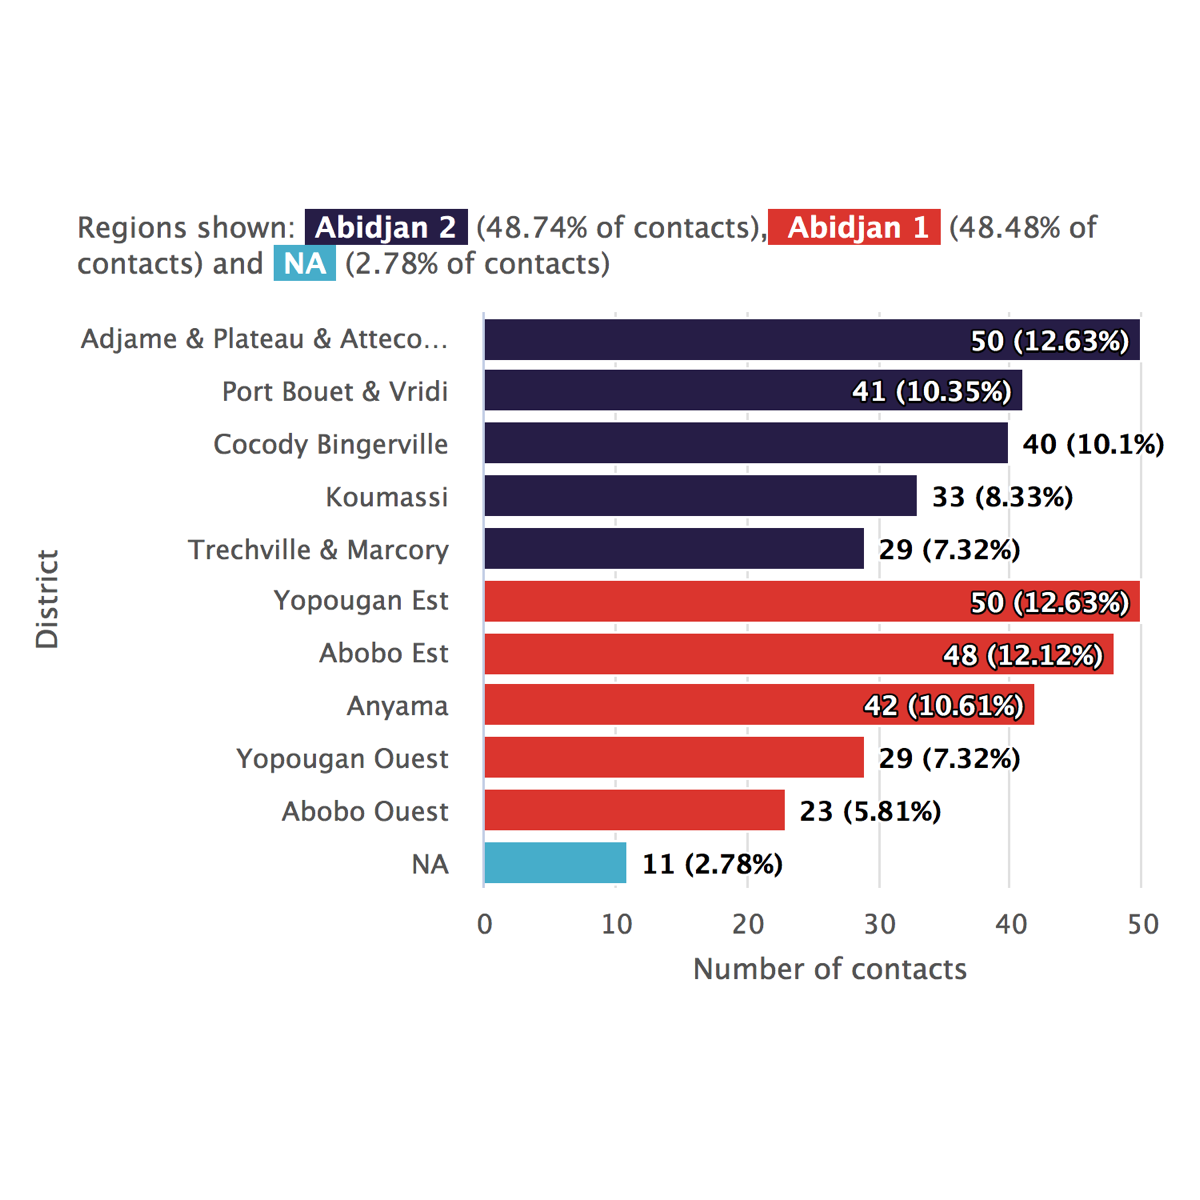 Regions shown: Abidjan 2 (48.74% of contacts), Abidjan 1 (48.48% of
contacts) and NA (2.78% of contacts)
District
Adjame & Plateau & Atteco… 50 (12.63%)
Port Bouet & Vridi 41 (10.35%)
Cocody Bingerville 40 (10.1%)
Koumassi 33 (8.33%)
Trechville & Marcory 29 (7.32%)
Yopougan Est 50 (12.63%)
Abobo Est 48 (12.12%)
Anyama 42 (10.61%)
Yopougan Ouest 29 (7.32%)
Abobo Ouest 23 (5.81%)
NA 11 (2.78%)
0 10 20 30 40 50
Number of contacts